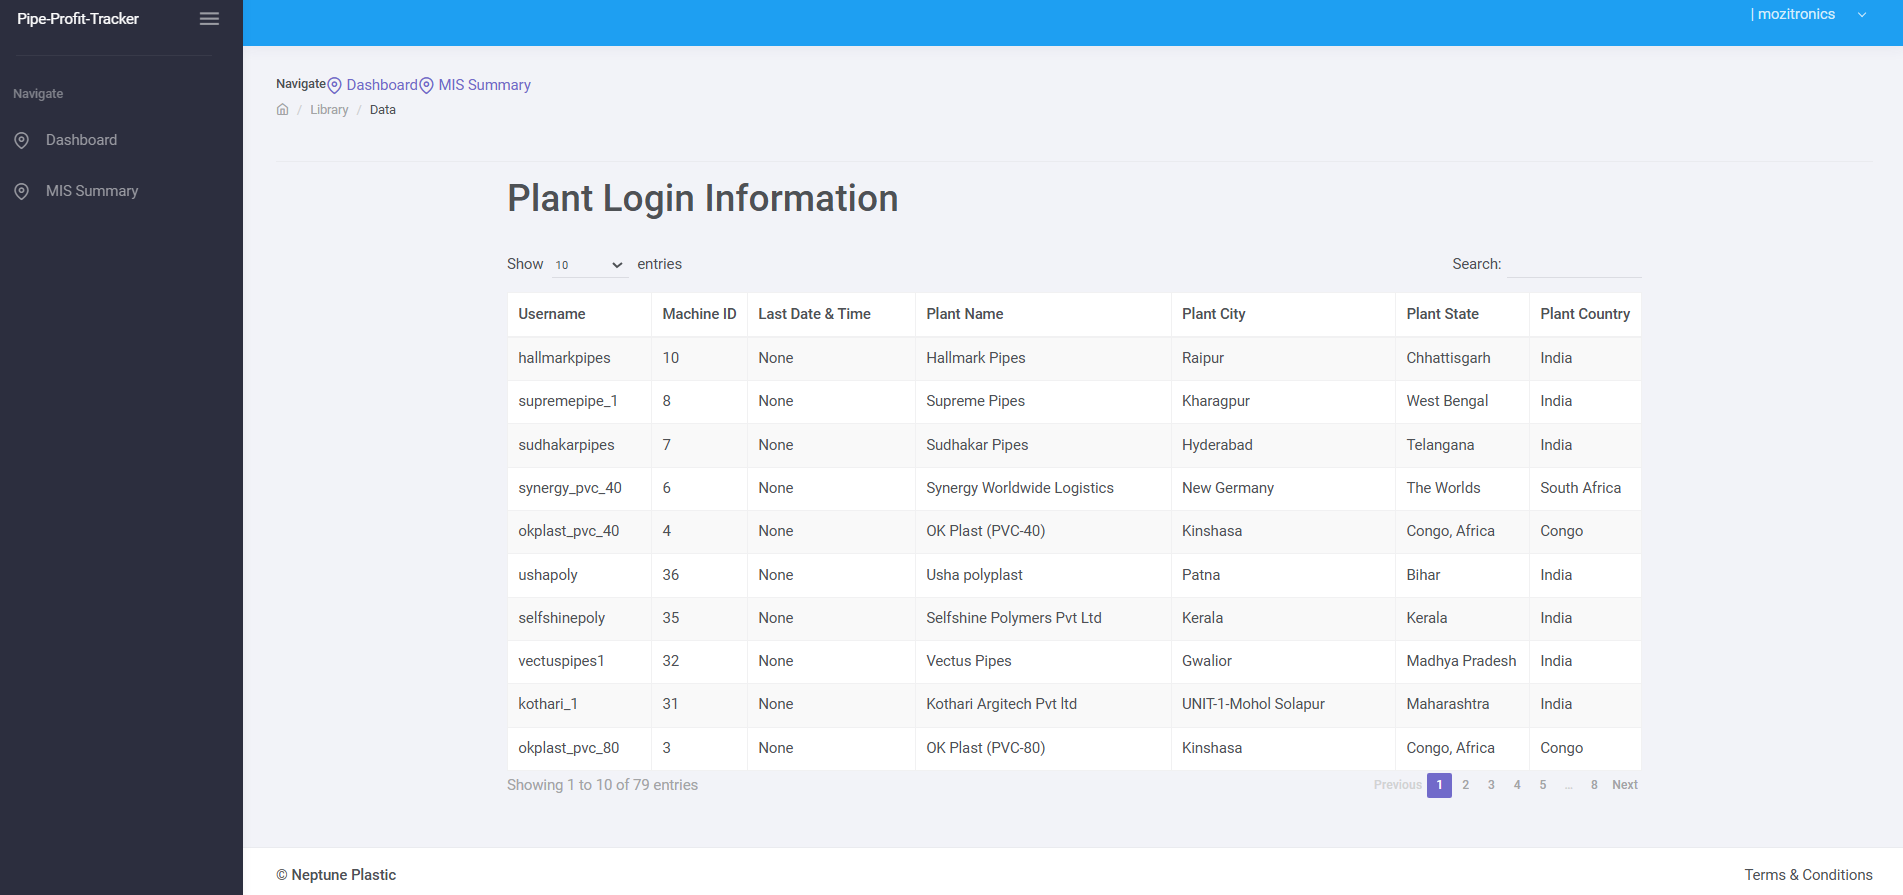 Pipe-Profit-Tracker
| mozitronics
Navigate
Dashboard
MIS Summary
Navigate Dashboard MIS Summary
/ Library / Data
Plant Login Information
Show 10 entries
Search:
Username Machine ID Last Date & Time Plant Name Plant City Plant State Plant Country
hallmarkpipes 10 None Hallmark Pipes Raipur Chhattisgarh India
supremepipe_1 8 None Supreme Pipes Kharagpur West Bengal India
sudhakarpipes 7 None Sudhakar Pipes Hyderabad Telangana India
synergy_pvc_40 6 None Synergy Worldwide Logistics New Germany The Worlds South Africa
okplast_pvc_40 4 None OK Plast (PVC-40) Kinshasa Congo, Africa Congo
ushapoly 36 None Usha polyplast Patna Bihar India
selfshinepoly 35 None Selfshine Polymers Pvt Ltd Kerala Kerala India
vectuspipes1 32 None Vectus Pipes Gwalior Madhya Pradesh India
kothari_1 31 None Kothari Argitech Pvt ltd UNIT-1-Mohol Solapur Maharashtra India
okplast_pvc_80 3 None OK Plast (PVC-80) Kinshasa Congo, Africa Congo
Showing 1 to 10 of 79 entries
Previous 1 2 3 4 5 ... 8 Next
© Neptune Plastic
Terms & Conditions